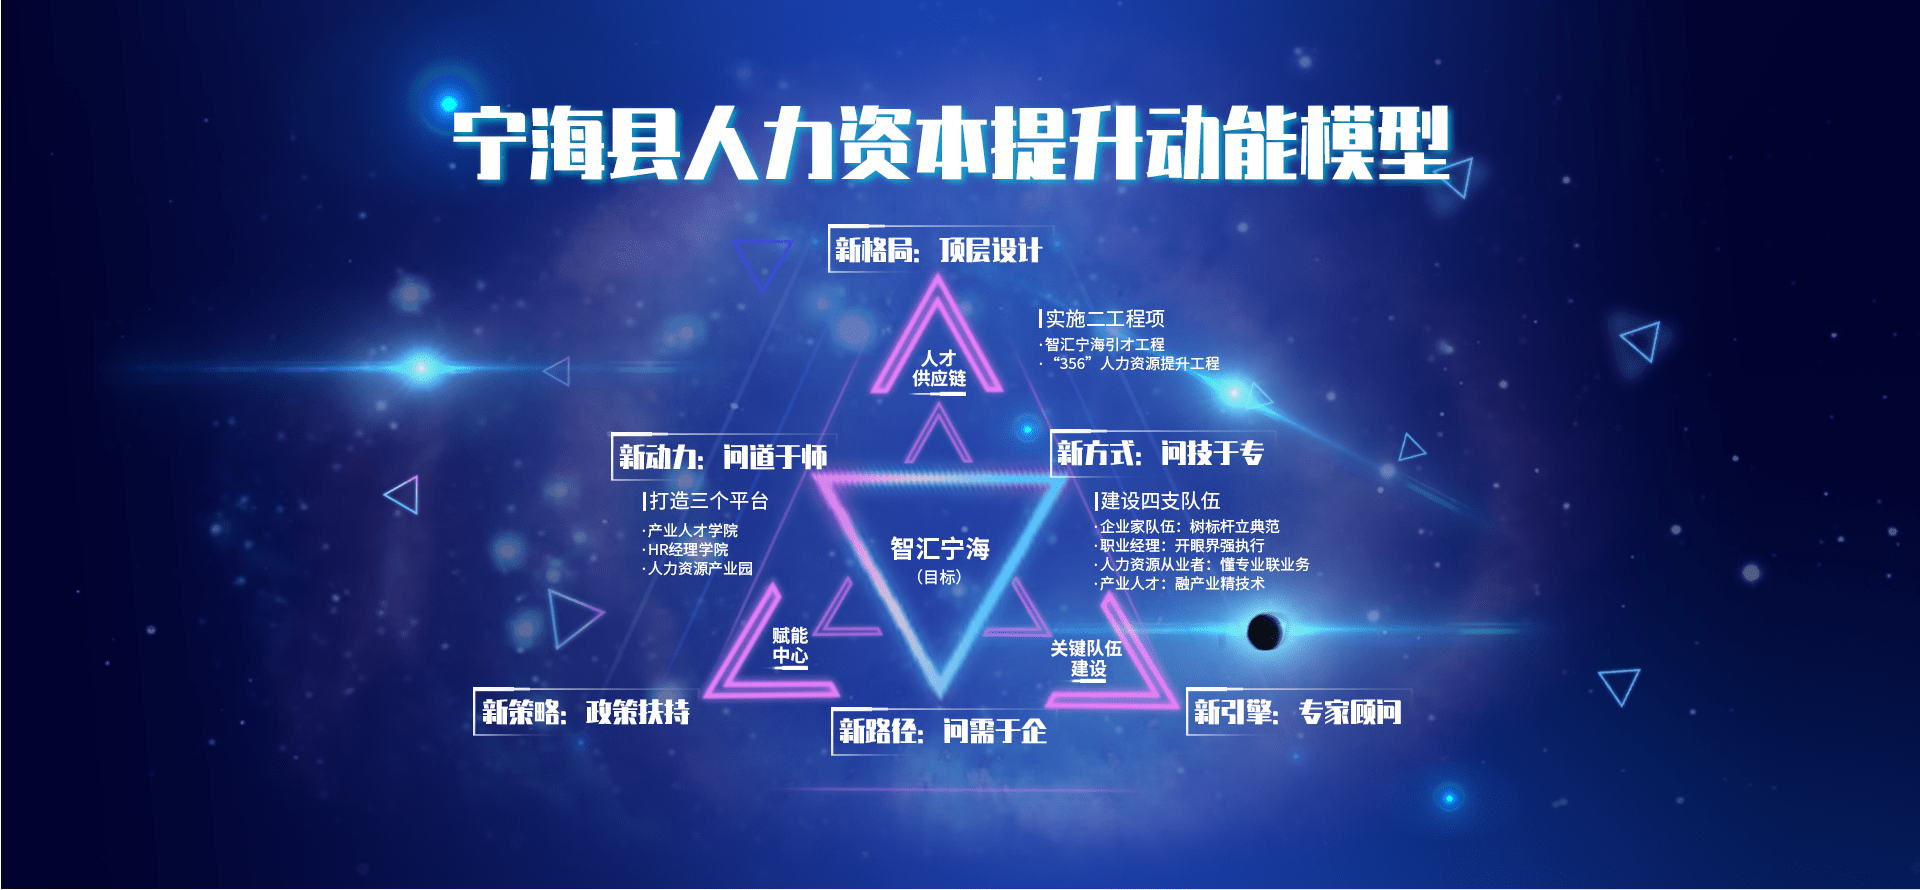 宁海县人力资本提升动能模型
新格局：顶层设计
实施二工程项
·智汇宁海引才工程
·“356”人力资源提升工程
人才
供应链
新动力：问道于师
打造三个平台
·产业人才学院
·HR经理学院
·人力资源产业园
新方式：问技于专
建设四支队伍
·企业家队伍：树标杆立典范
·职业经理：开眼界强执行
·人力资源从业者：懂专业联业务
·产业人才：融产业精技术
智汇宁海
（目标）
赋能
中心
关键队伍
建设
新策略：政策扶持
新路径：问需于企
新引擎：专家顾问